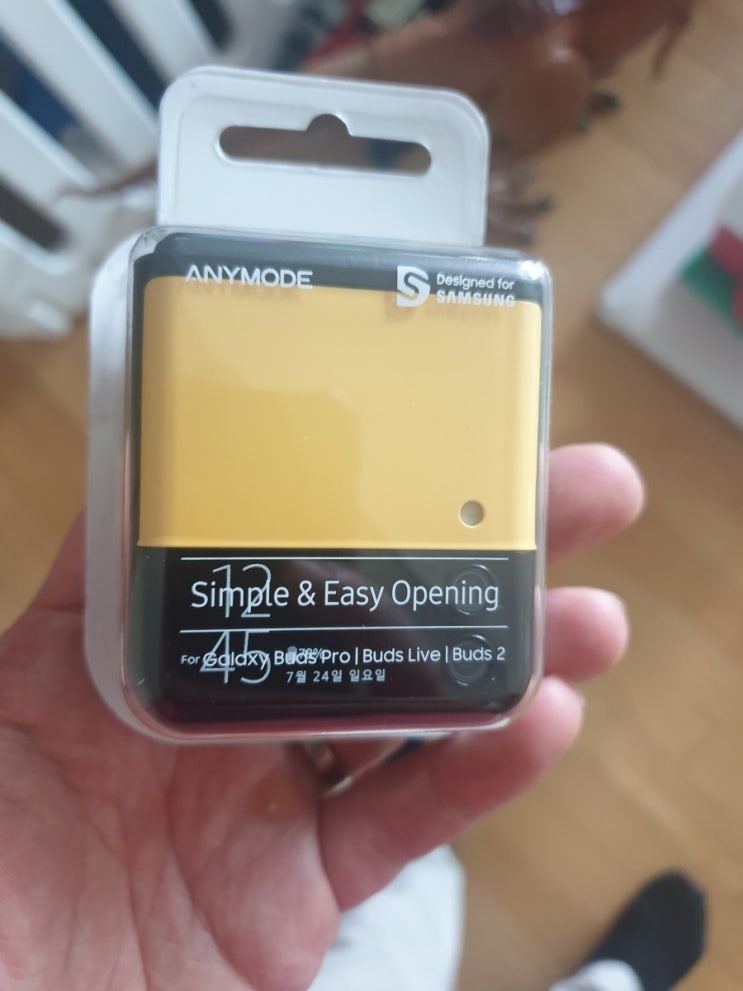 ANYMODE
Designed for
SAMSUNG
12
Simple & Easy Opening
45
78%
For Galaxy Buds Pro | Buds Live | Buds 2
7월 24일 일요일